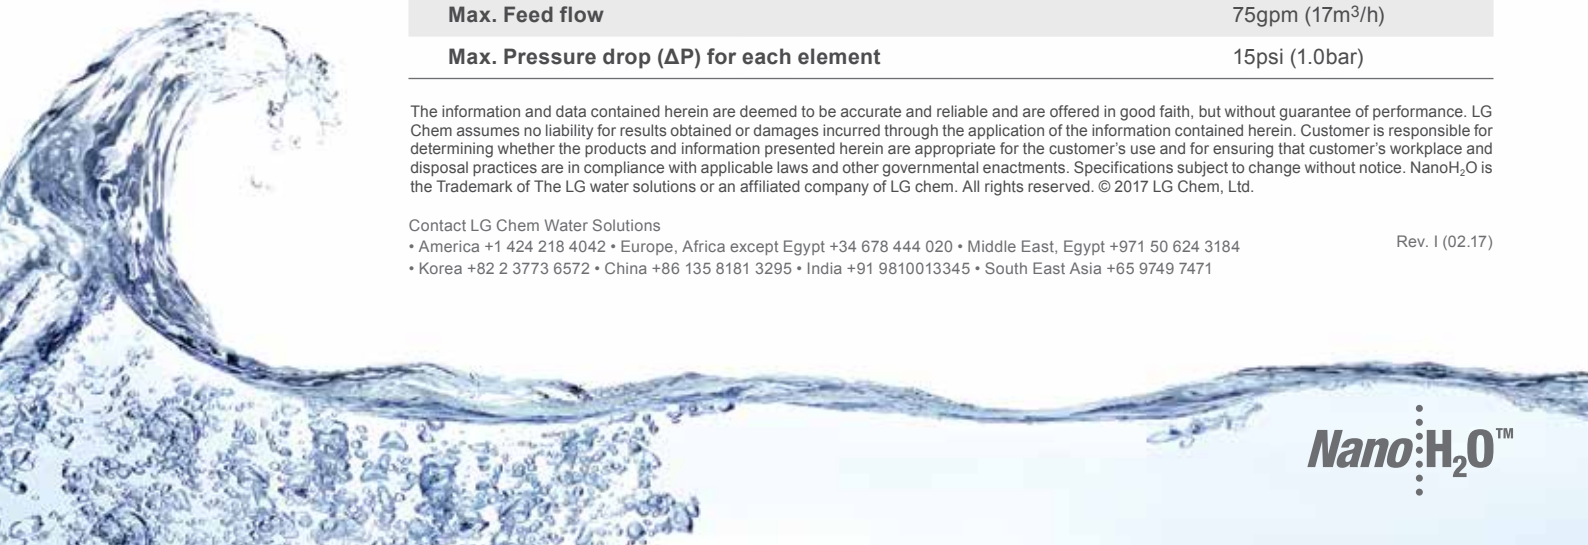 Max. Feed flow 75gpm (17m³/h)
Max. Pressure drop (ΔP) for each element 15psi (1.0bar)
The information and data contained herein are deemed to be accurate and reliable and are offered in good faith, but without guarantee of performance. LG
Chem assumes no liability for results obtained or damages incurred through the application of the information contained herein. Customer is responsible for
determining whether the products and information presented herein are appropriate for the customer's use and for ensuring that customer's workplace and
disposal practices are in compliance with applicable laws and other governmental enactments. Specifications subject to change without notice. NanoH₂O is
the Trademark of The LG water solutions or an affiliated company of LG chem. All rights reserved. © 2017 LG Chem, Ltd.
Contact LG Chem Water Solutions
• America +1 424 218 4042 • Europe, Africa except Egypt +34 678 444 020 • Middle East, Egypt +971 50 624 3184
Rev. I (02.17)
• Korea +82 2 3773 6572 • China +86 135 8181 3295 • India +91 9810013345 • South East Asia +65 9749 7471
Nano H₂O™